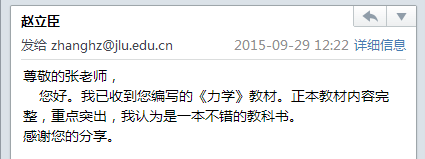 赵立臣
发给 zhanghz@jlu.edu.cn 2015-09-29 12:22 详细信息
尊敬的张老师，
您好。我已收到您编写的《力学》教材。正本教材内容完
整，重点突出，我认为是一本不错的教科书。
感谢您的分享。